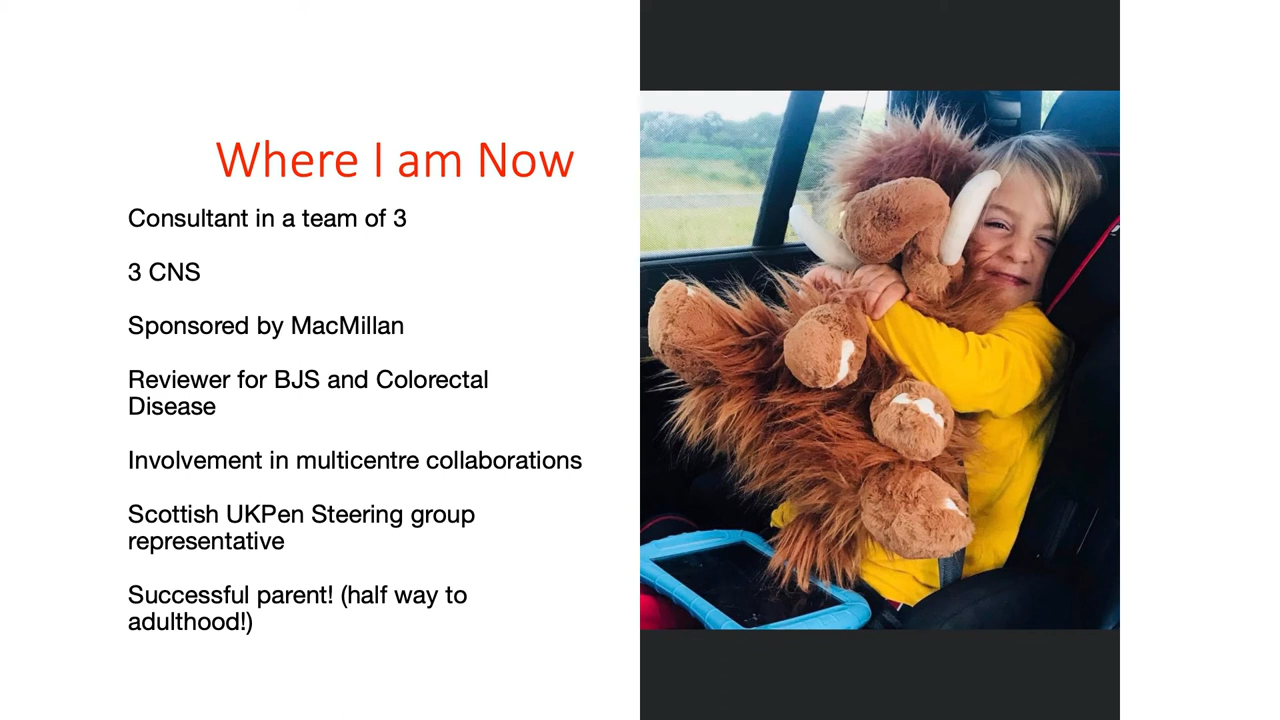 Where I am Now
Consultant in a team of 3
3 CNS
Sponsored by MacMillan
Reviewer for BJS and Colorectal
Disease
Involvement in multicentre collaborations
Scottish UKPen Steering group
representative
Successful parent! (half way to
adulthood!)